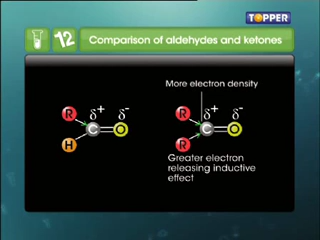 TOPPER
12 Comparison of aldehydes and ketones
More electron density
R δ+ δ-
C O
H
R δ+ δ-
C O
R
Greater electron
releasing inductive
effect